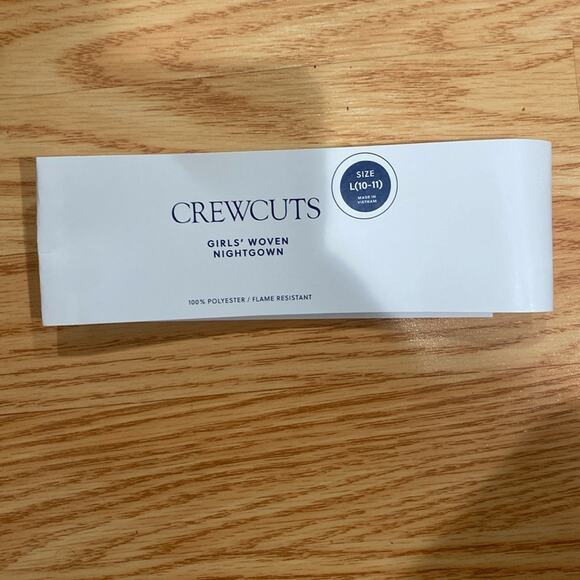 SIZE
L(10-11)
MADE IN
VIETNAM
CREWCUTS
GIRLS' WOVEN
NIGHTGOWN
100% POLYESTER / FLAME RESISTANT